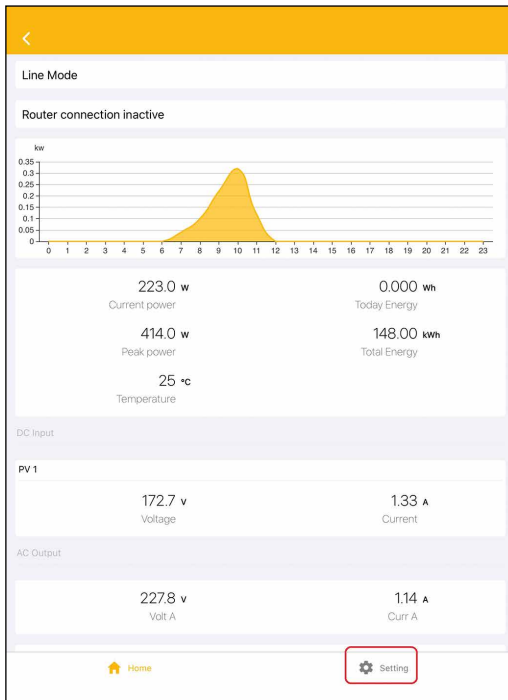 Line Mode
Router connection inactive
kw
0.35
0.3
0.25
0.2
0.15
0.1
0.05
0
0 1 2 3 4 5 6 7 8 9 10 11 12 13 14 15 16 17 18 19 20 21 22 23
223.0 W 0.000 Wh
Current power Today Energy
414.0 W 148.00 kWh
Peak power Total Energy
25 °C
Temperature
DC Input
PV 1
172.7 V 1.33 A
Voltage Current
AC Output
227.8 V 1.14 A
Volt A Curr A
Home Setting